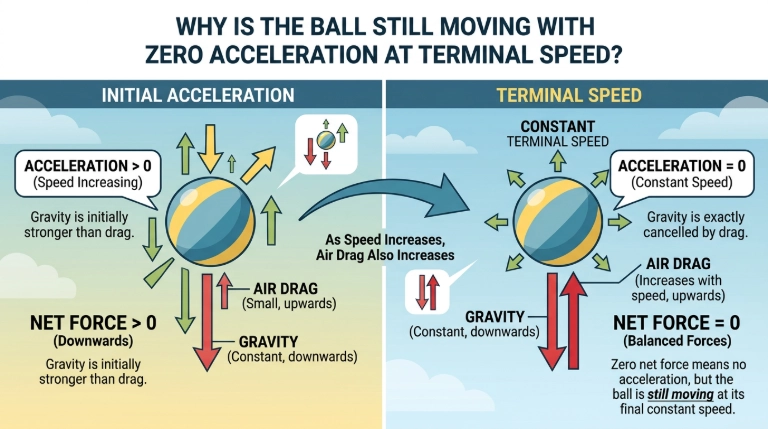 WHY IS THE BALL STILL MOVING WITH
ZERO ACCELERATION AT TERMINAL SPEED?
INITIAL ACCELERATION
ACCELERATION > 0
(Speed Increasing)
Gravity is initially
stronger than drag.
NET FORCE > 0
(Downwards)
Gravity is initially
stronger than drag.
AIR DRAG
(Small, upwards)
GRAVITY
(Constant, downwards)
As Speed Increases,
Air Drag Also Increases
TERMINAL SPEED
CONSTANT
TERMINAL SPEED
ACCELERATION = 0
(Constant Speed)
Gravity is exactly
cancelled by drag.
AIR DRAG
(Increases with
speed, upwards)
GRAVITY
(Constant, downwards)
NET FORCE = 0
(Balanced Forces)
Zero net force means no
acceleration, but the
ball is still moving at its
final constant speed.